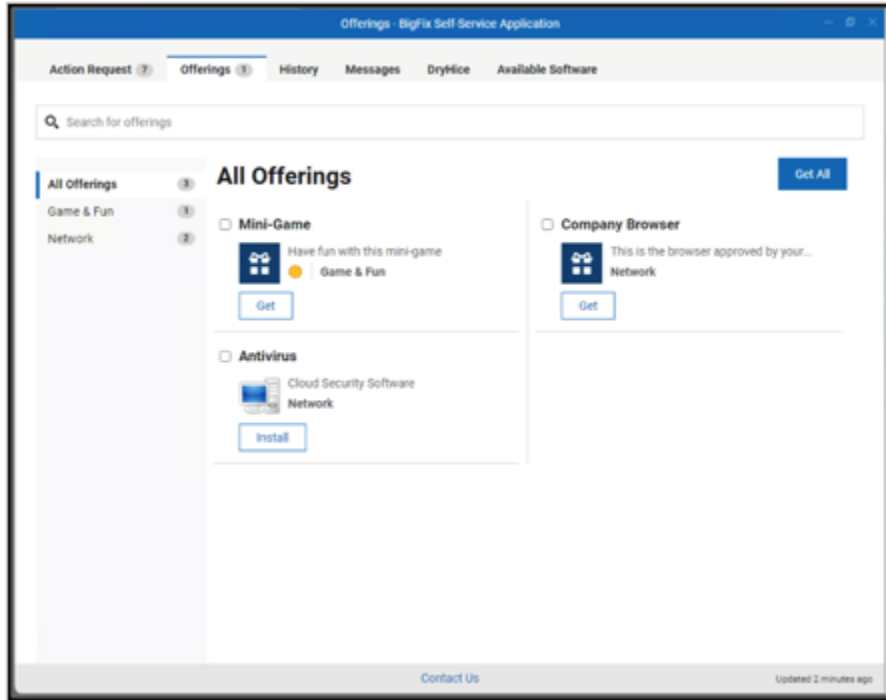 Offerings - BigFix Self-Service Application
Action Request 7 Offerings 1 History Messages DryHice Available Software
Search for offerings
All Offerings 3
Game & Fun 1
Network 2
All Offerings
Get All
Mini-Game
Have fun with this mini-game
Game & Fun
Get
Company Browser
This is the browser approved by your...
Network
Get
Antivirus
Cloud Security Software
Network
Install
Contact Us
Updated 2 minutes ago